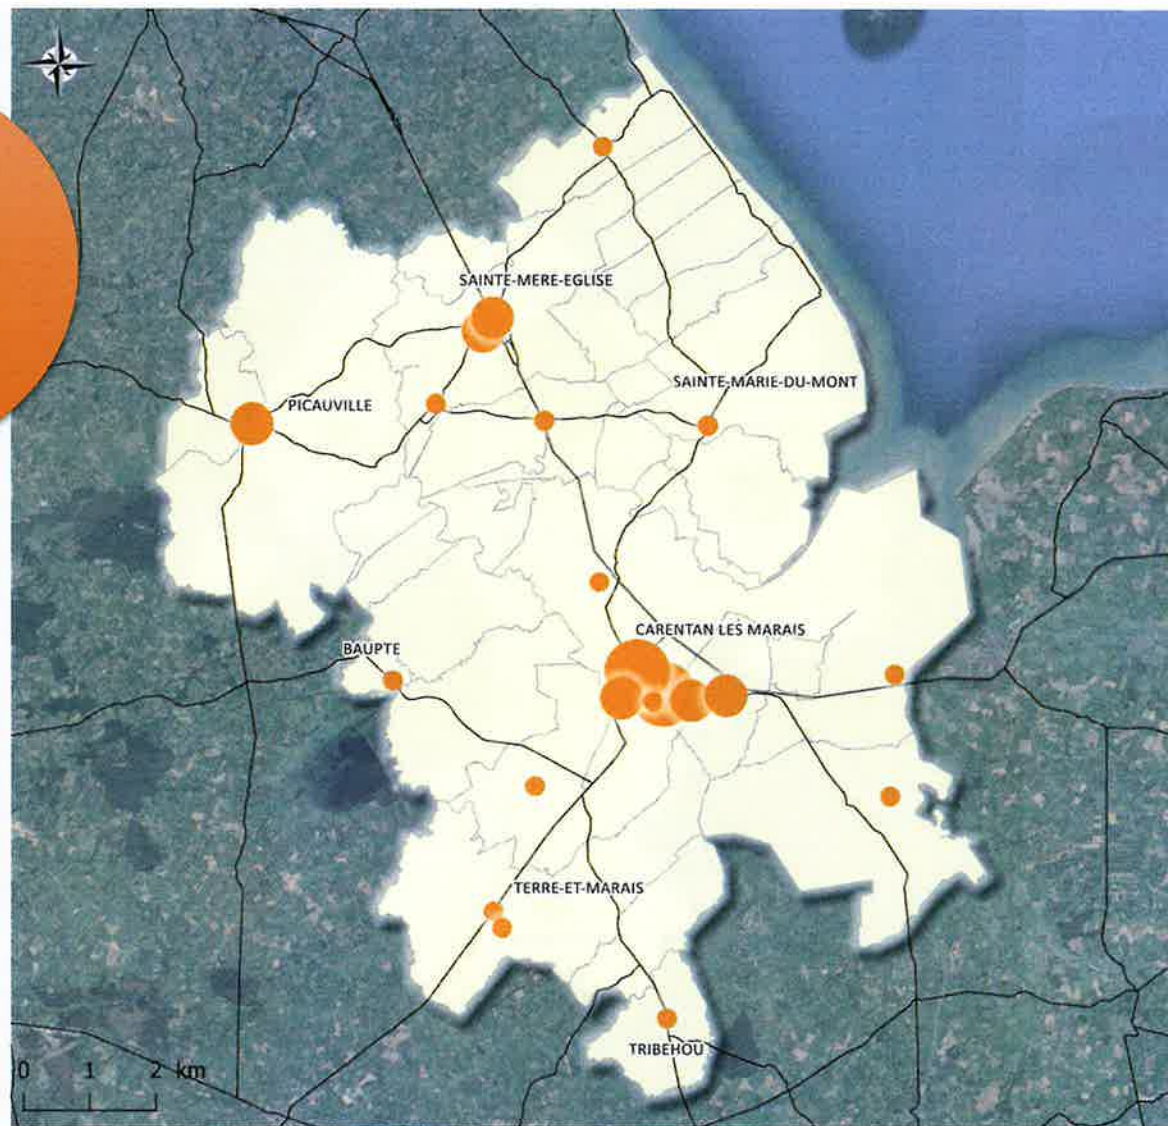 SAINTE-MERE-EGLISE
SAINTE-MARIE-DU-MONT
PICAUVILLE
CARENTAN LES MARAIS
BAUPTE
TERRE-ET-MARAIS
TRIBEHOU
0 1 2 km